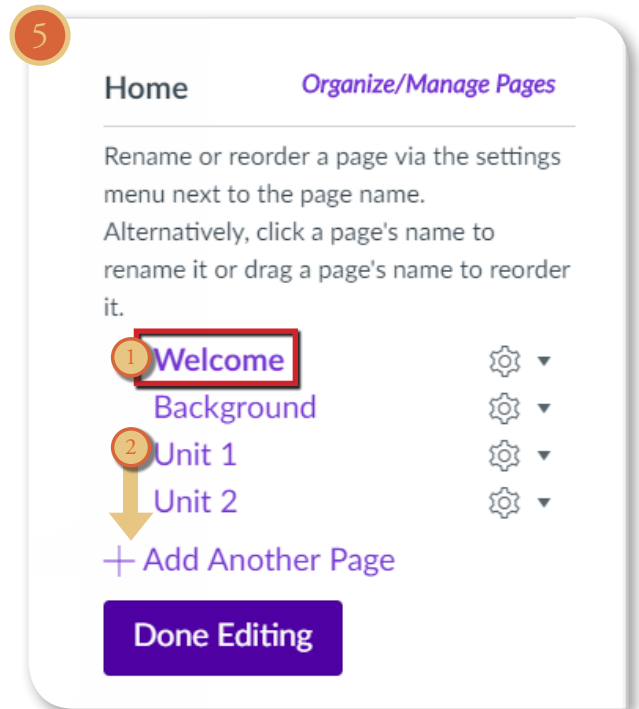 5
Home Organize/Manage Pages
Rename or reorder a page via the settings
menu next to the page name.
Alternatively, click a page's name to
rename it or drag a page's name to reorder
it.
1 Welcome
Background
2 Unit 1
Unit 2
+ Add Another Page
Done Editing